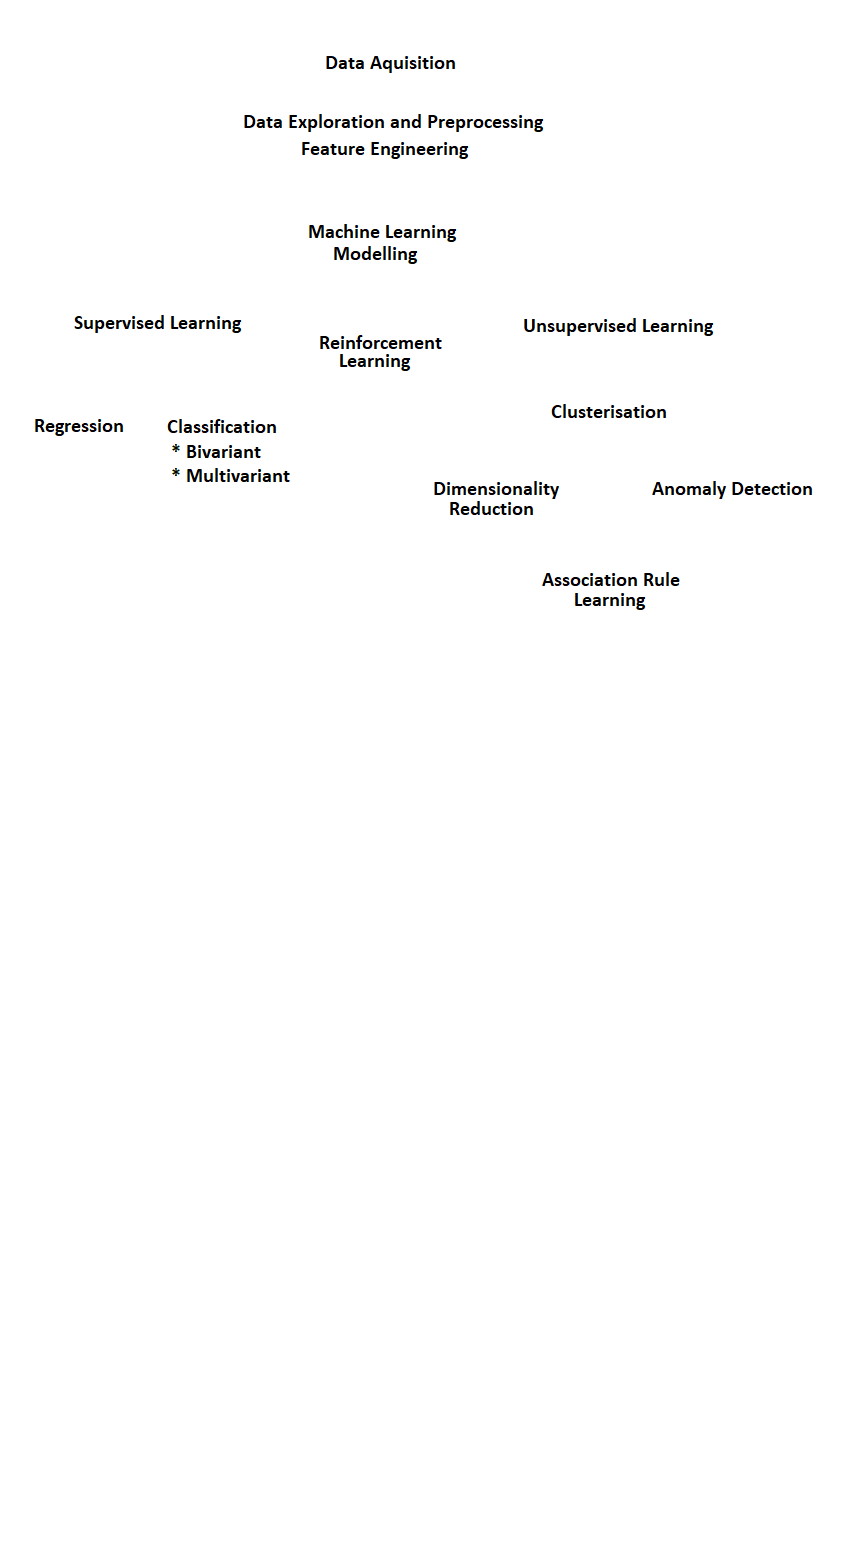 Data Aquisition
Data Exploration and Preprocessing
Feature Engineering
Machine Learning
Modelling
Supervised Learning
Unsupervised Learning
Reinforcement
Learning
Clusterisation
Regression
Classification
* Bivariant
* Multivariant
Dimensionality
Reduction
Anomaly Detection
Association Rule
Learning